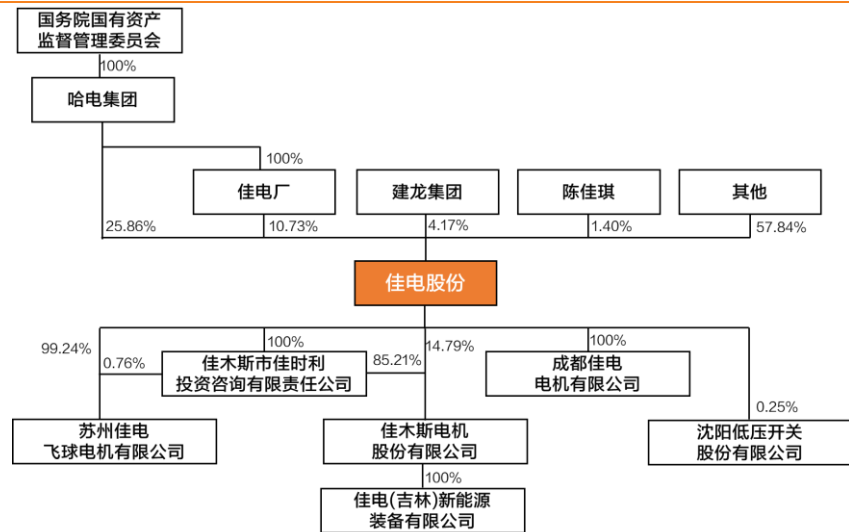 国务院国有资产
监督管理委员会
100%
哈电集团
100%
佳电厂
建龙集团
陈佳琪
其他
25.86%
10.73%
4.17%
1.40%
57.84%
佳电股份
99.24%
0.76%
100%
佳木斯市佳时利
投资咨询有限责任公司
85.21%
14.79%
100%
成都佳电
电机有限公司
0.25%
苏州佳电
飞球电机有限公司
佳木斯电机
股份有限公司
沈阳低压开关
股份有限公司
100%
佳电(吉林)新能源
装备有限公司